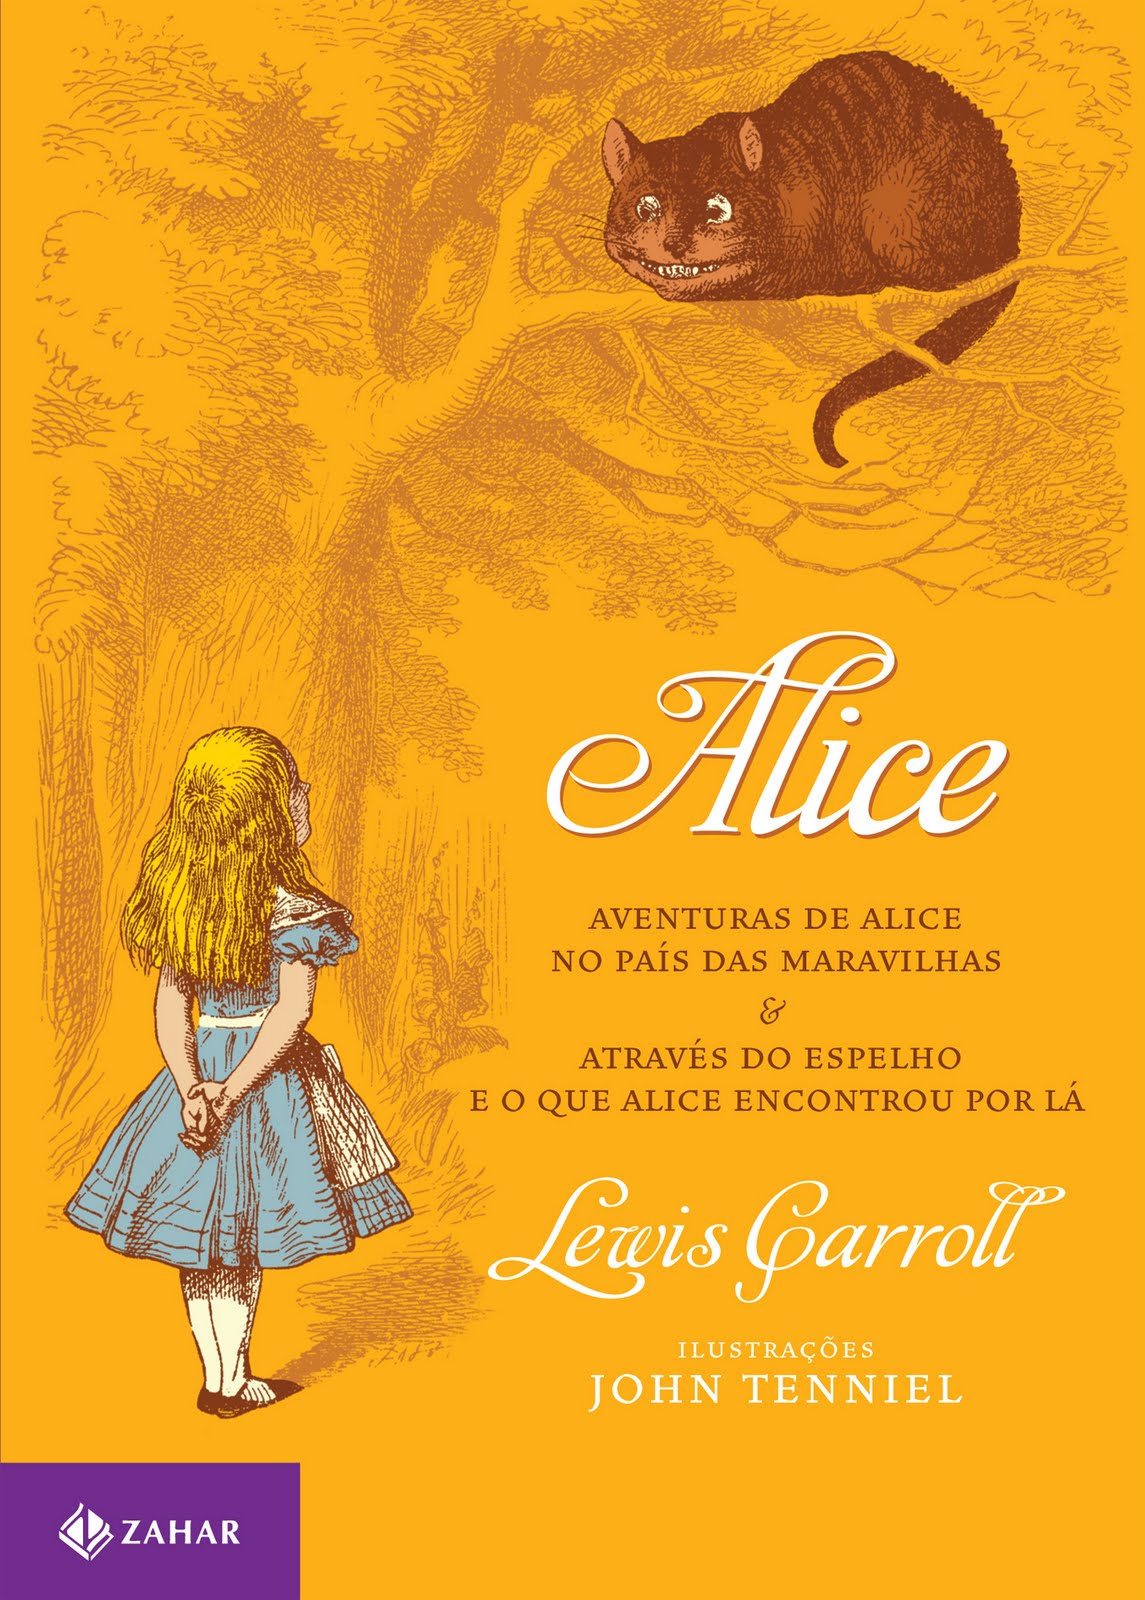 Alice
AVENTURAS DE ALICE
NO PAÍS DAS MARAVILHAS
&
ATRAVÉS DO ESPELHO
E O QUE ALICE ENCONTROU POR LÁ
Lewis Carroll
ILUSTRAÇÕES
JOHN TENNIEL
ZAHAR